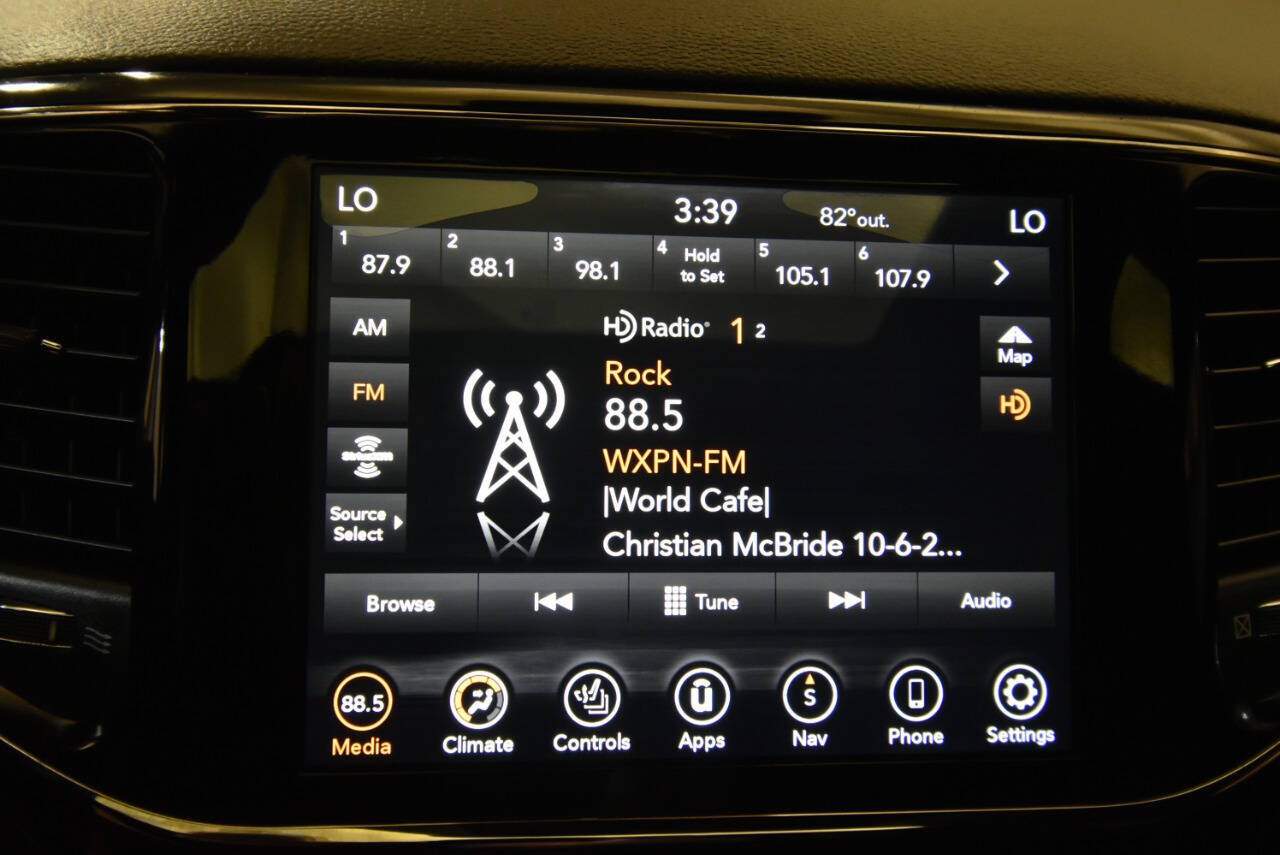 LO 3:39 82°out. LO
1 87.9 2 88.1 3 98.1 4 Hold to Set 5 105.1 6 107.9
AM
HD Radio® 1 2
Map
Rock
FM
88.5
HD
SiriusXM
WXPN-FM
|World Cafe|
Source
Select
Christian McBride 10-6-2...
Browse Tune Audio
88.5 u S
Media Climate Controls Apps Nav Phone Settings